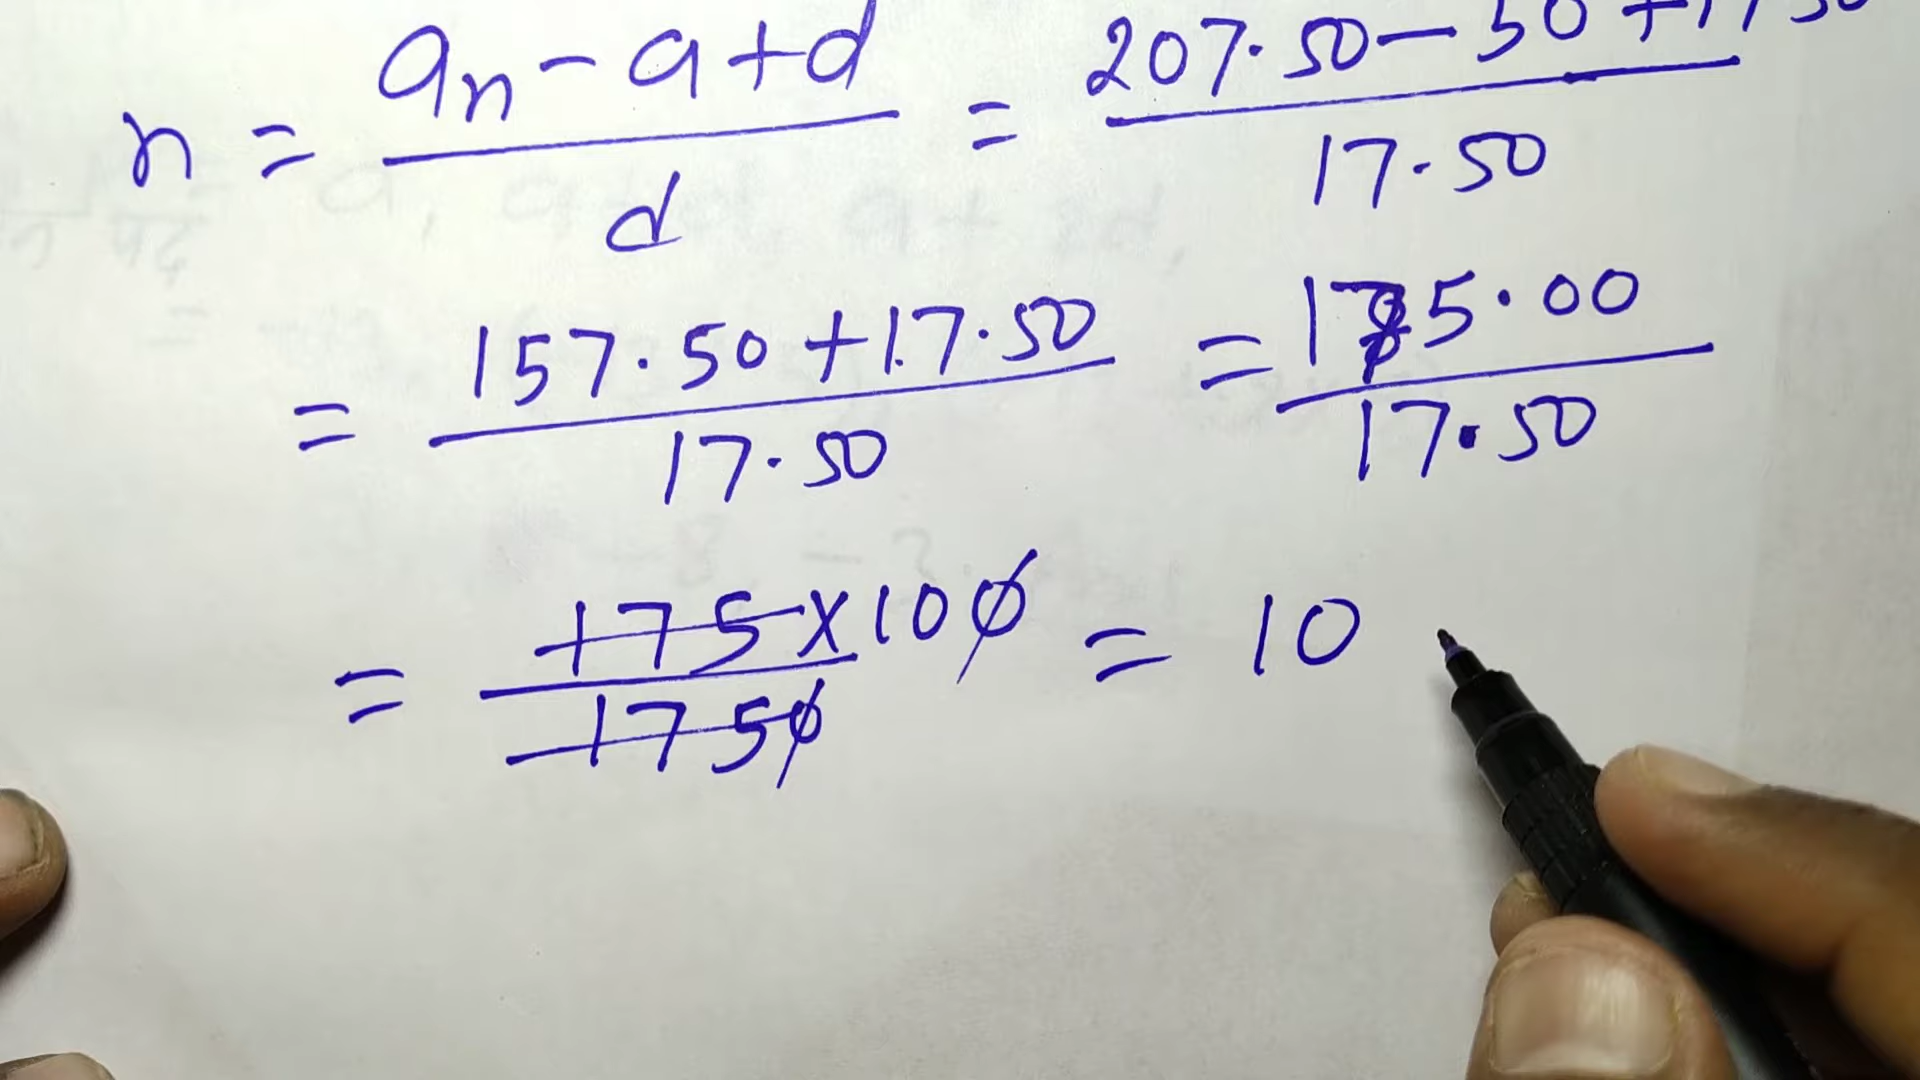 n = (aₙ - a + d) / d = (207.50 - 50 + 17.50) / 17.50
= (157.50 + 17.50) / 17.50 = 175.00 / 17.50
= (175 × 100) / 1750 = 10